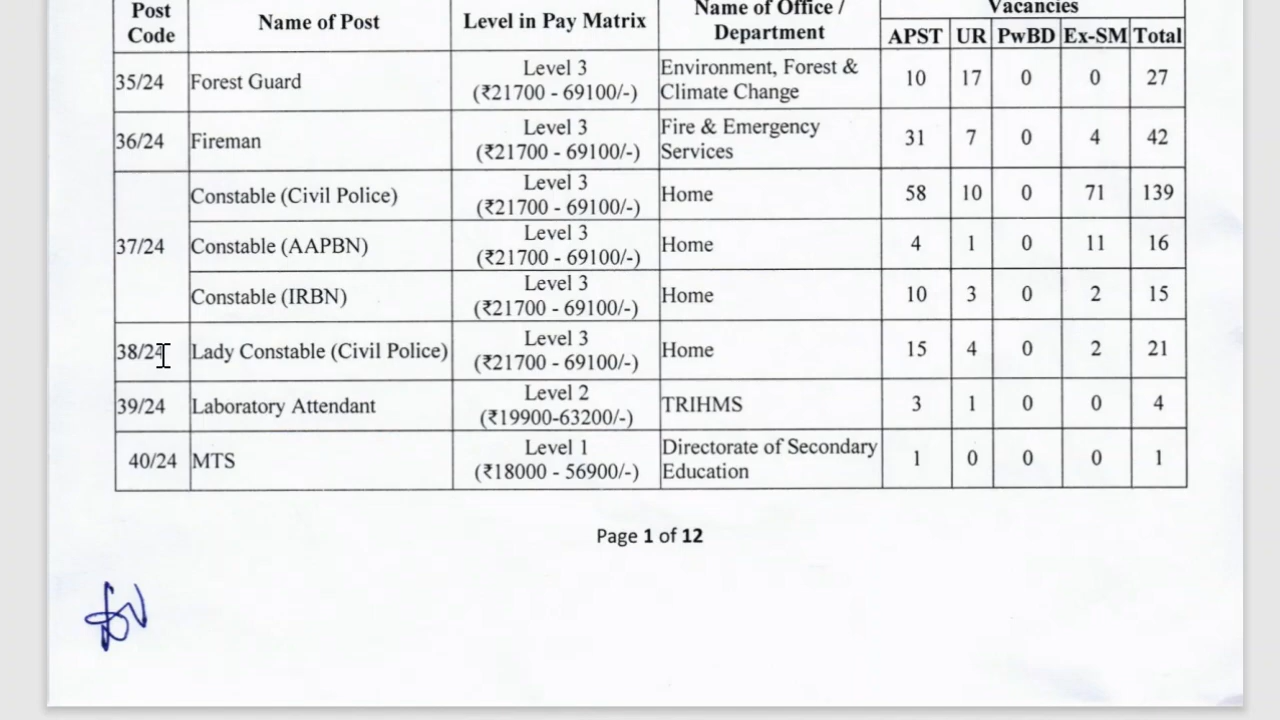 Post Code Name of Post Level in Pay Matrix Name of Office / Department Vacancies
APST UR PwBD Ex-SM Total
35/24 Forest Guard Level 3 (₹21700 - 69100/-) Environment, Forest & Climate Change 10 17 0 0 27
36/24 Fireman Level 3 (₹21700 - 69100/-) Fire & Emergency Services 31 7 0 4 42
37/24 Constable (Civil Police) Level 3 (₹21700 - 69100/-) Home 58 10 0 71 139
Constable (AAPBN) Level 3 (₹21700 - 69100/-) Home 4 1 0 11 16
Constable (IRBN) Level 3 (₹21700 - 69100/-) Home 10 3 0 2 15
38/24 Lady Constable (Civil Police) Level 3 (₹21700 - 69100/-) Home 15 4 0 2 21
39/24 Laboratory Attendant Level 2 (₹19900-63200/-) TRIHMS 3 1 0 0 4
40/24 MTS Level 1 (₹18000 - 56900/-) Directorate of Secondary Education 1 0 0 0 1
Page 1 of 12